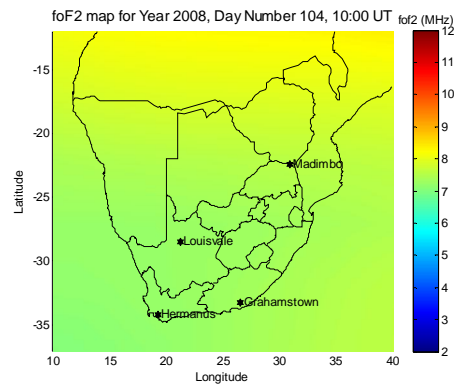 foF2 map for Year 2008, Day Number 104, 10:00 UT
fof2 (MHz)
12
11
10
9
8
7
6
5
4
3
2
-15
-20
-25
-30
-35
Latitude
Madimbo
Louisvale
Grahamstown
Hermanus
10 15 20 25 30 35 40
Longitude